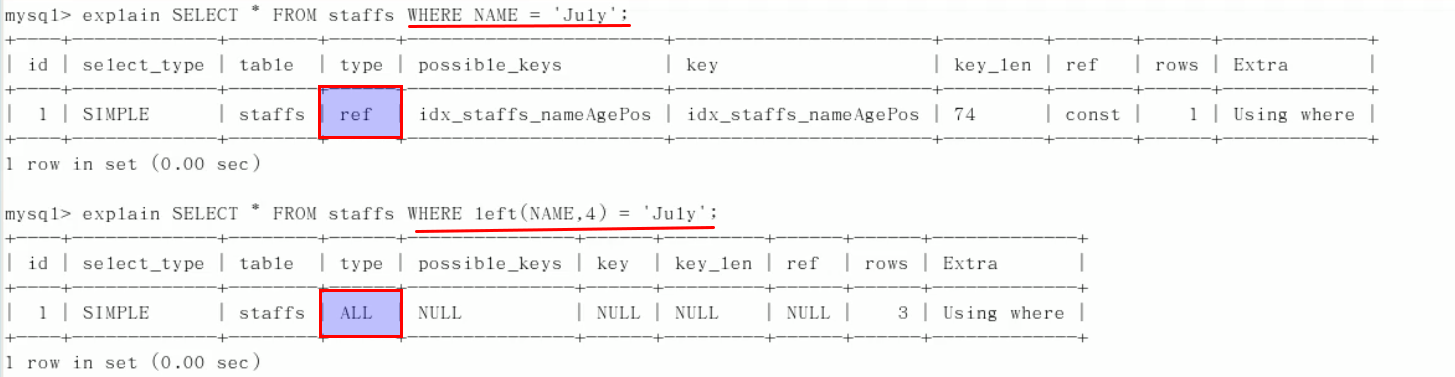 mysql> explain SELECT * FROM staffs WHERE NAME = 'July';
+----+-------------+--------+------+-----------------------+-----------------------+---------+-------+------+-------------+
| id | select_type | table | type | possible_keys | key | key_len | ref | rows | Extra |
+----+-------------+--------+------+-----------------------+-----------------------+---------+-------+------+-------------+
| 1 | SIMPLE | staffs | ref | idx_staffs_nameAgePos | idx_staffs_nameAgePos | 74 | const | 1 | Using where |
+----+-------------+--------+------+-----------------------+-----------------------+---------+-------+------+-------------+
1 row in set (0.00 sec)
mysql> explain SELECT * FROM staffs WHERE left(NAME,4) = 'July';
+----+-------------+--------+------+---------------+------+---------+------+------+-------------+
| id | select_type | table | type | possible_keys | key | key_len | ref | rows | Extra |
+----+-------------+--------+------+---------------+------+---------+------+------+-------------+
| 1 | SIMPLE | staffs | ALL | NULL | NULL | NULL | NULL | 3 | Using where |
+----+-------------+--------+------+---------------+------+---------+------+------+-------------+
1 row in set (0.00 sec)